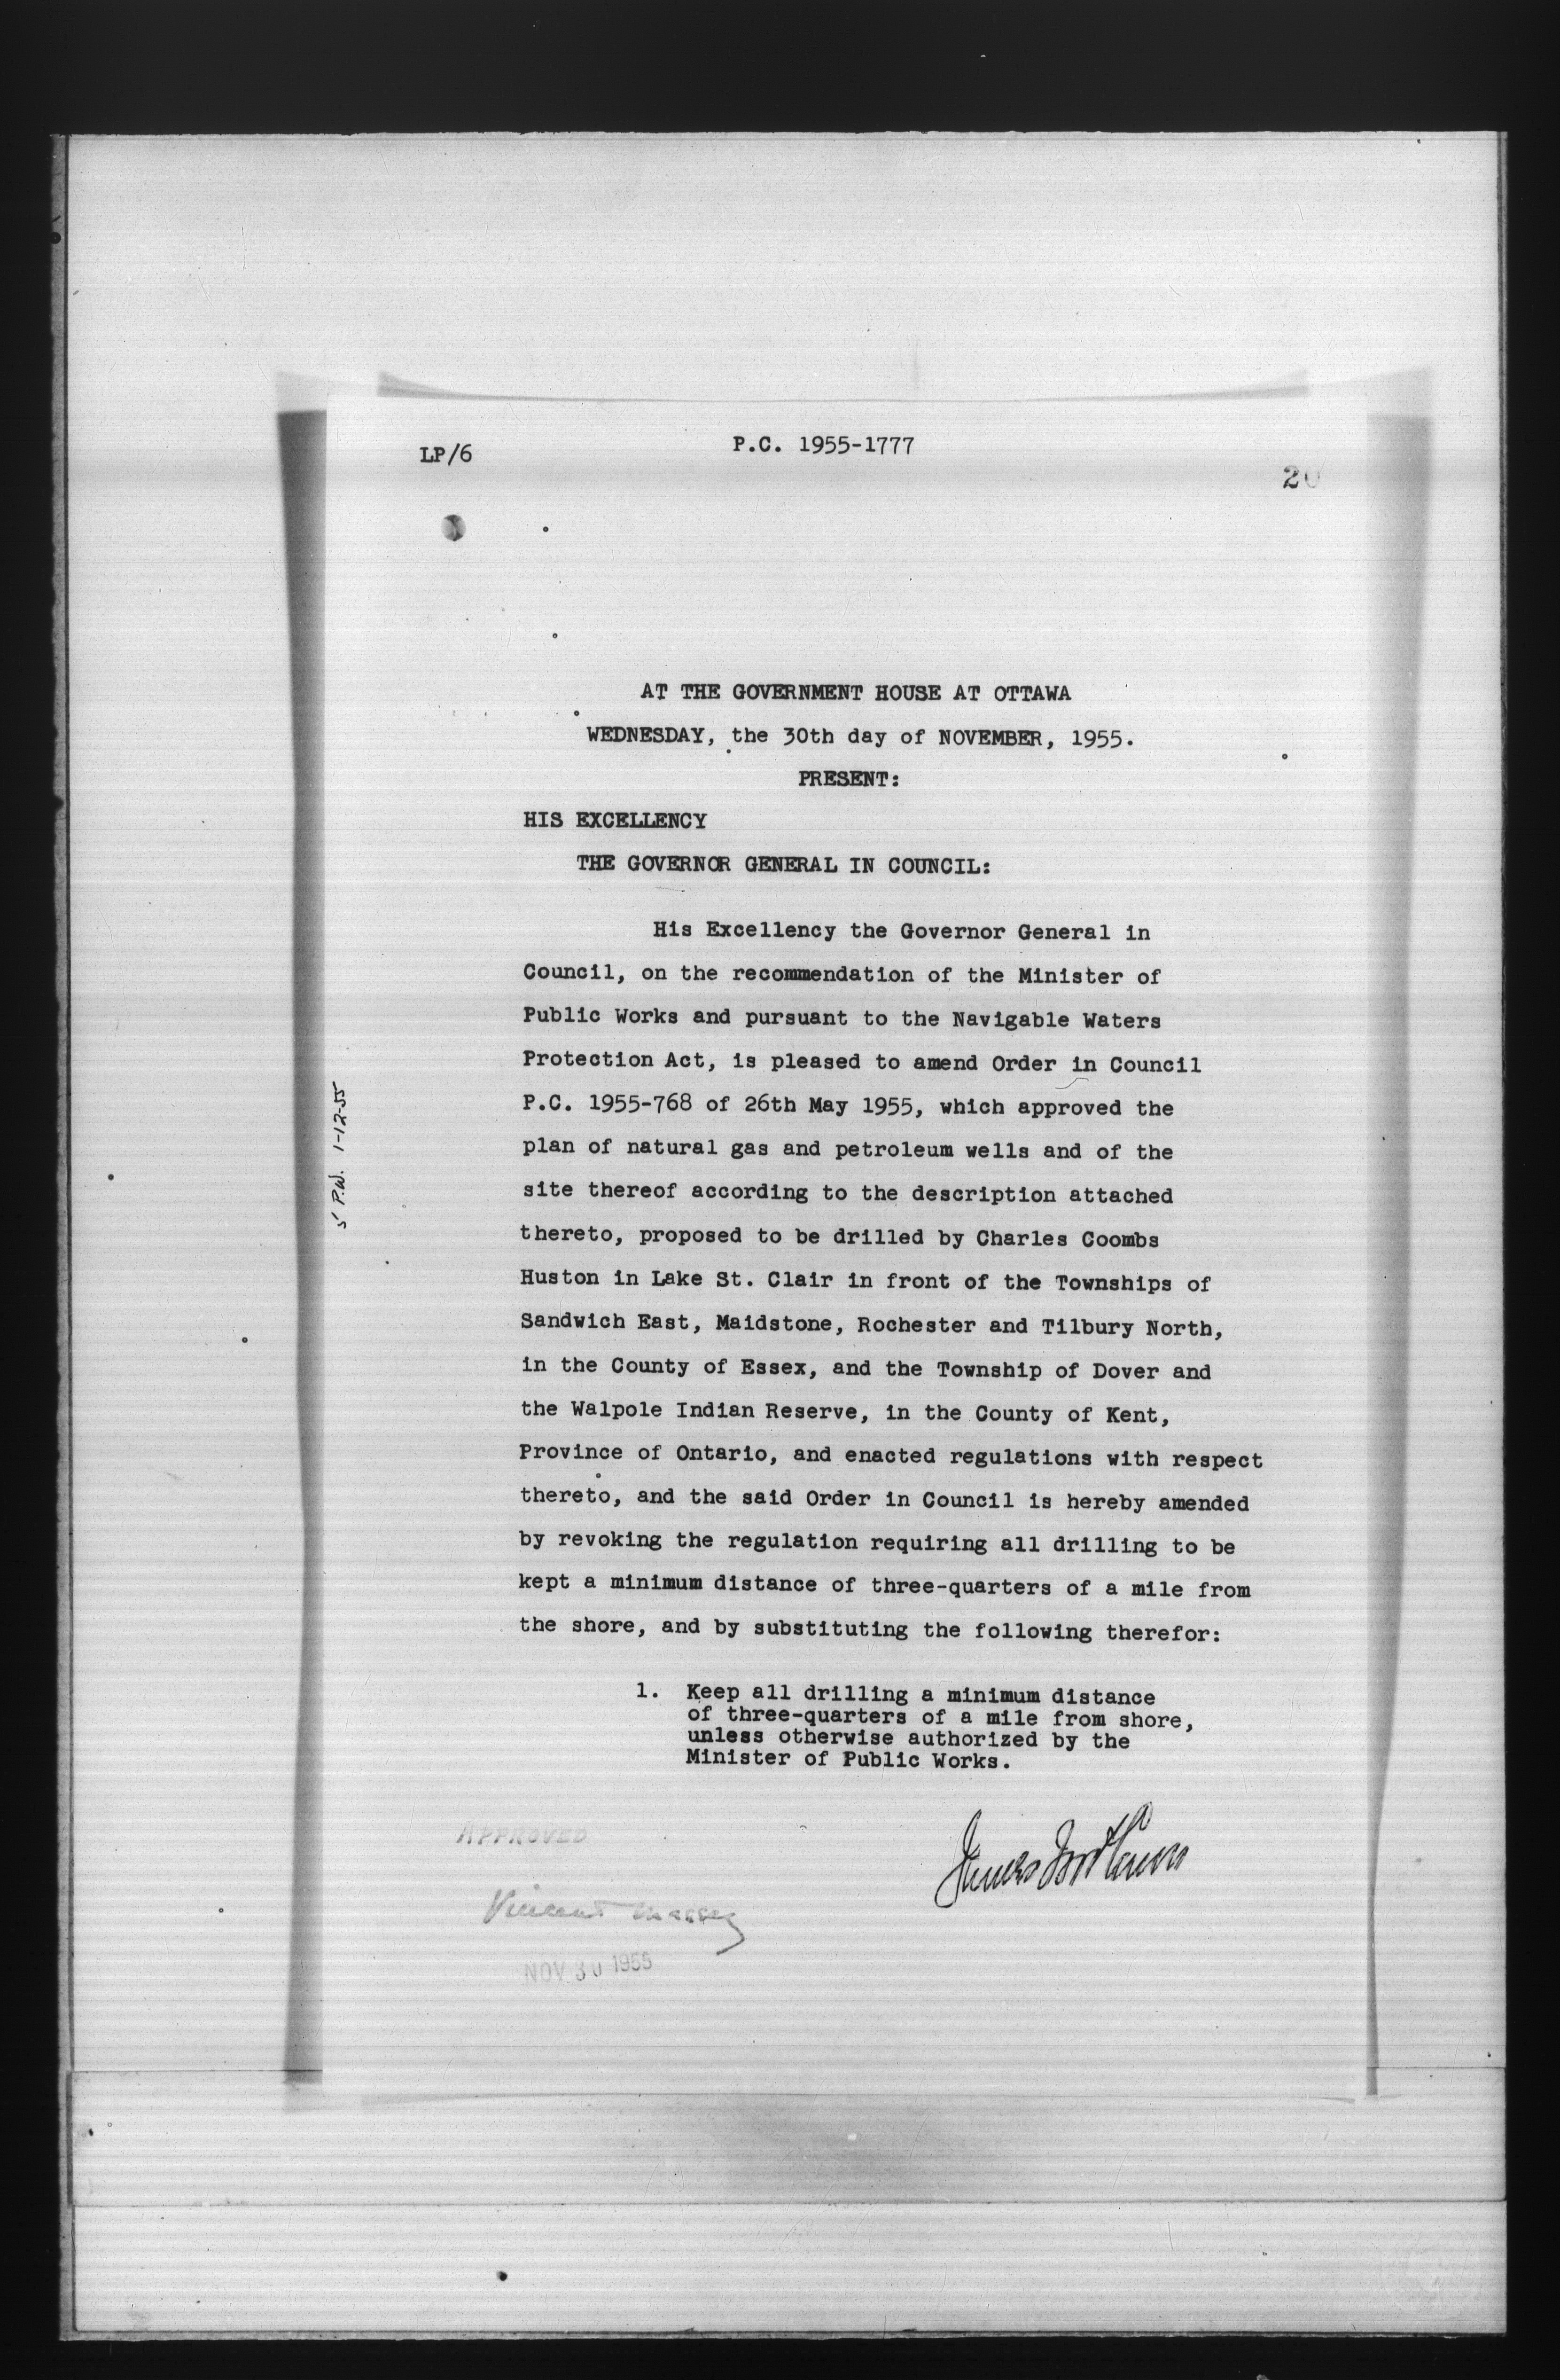 LP/6
P.C. 1955-1777
20
AT THE GOVERNMENT HOUSE AT OTTAWA
WEDNESDAY, the 30th day of NOVEMBER, 1955.
PRESENT:
HIS EXCELLENCY
THE GOVERNOR GENERAL IN COUNCIL:
His Excellency the Governor General in
Council, on the recommendation of the Minister of
Public Works and pursuant to the Navigable Waters
Protection Act, is pleased to amend Order in Council
P.C. 1955-768 of 26th May 1955, which approved the
plan of natural gas and petroleum wells and of the
site thereof according to the description attached
thereto, proposed to be drilled by Charles Coombs
Huston in Lake St. Clair in front of the Townships of
Sandwich East, Maidstone, Rochester and Tilbury North,
in the County of Essex, and the Township of Dover and
the Walpole Indian Reserve, in the County of Kent,
Province of Ontario, and enacted regulations with respect
thereto, and the said Order in Council is hereby amended
by revoking the regulation requiring all drilling to be
kept a minimum distance of three-quarters of a mile from
the shore, and by substituting the following therefor:
1. Keep all drilling a minimum distance
of three-quarters of a mile from shore,
unless otherwise authorized by the
Minister of Public Works.
APPROVED
Vincent Massey
NOV 30 1955
5 P.W. 1-12-55